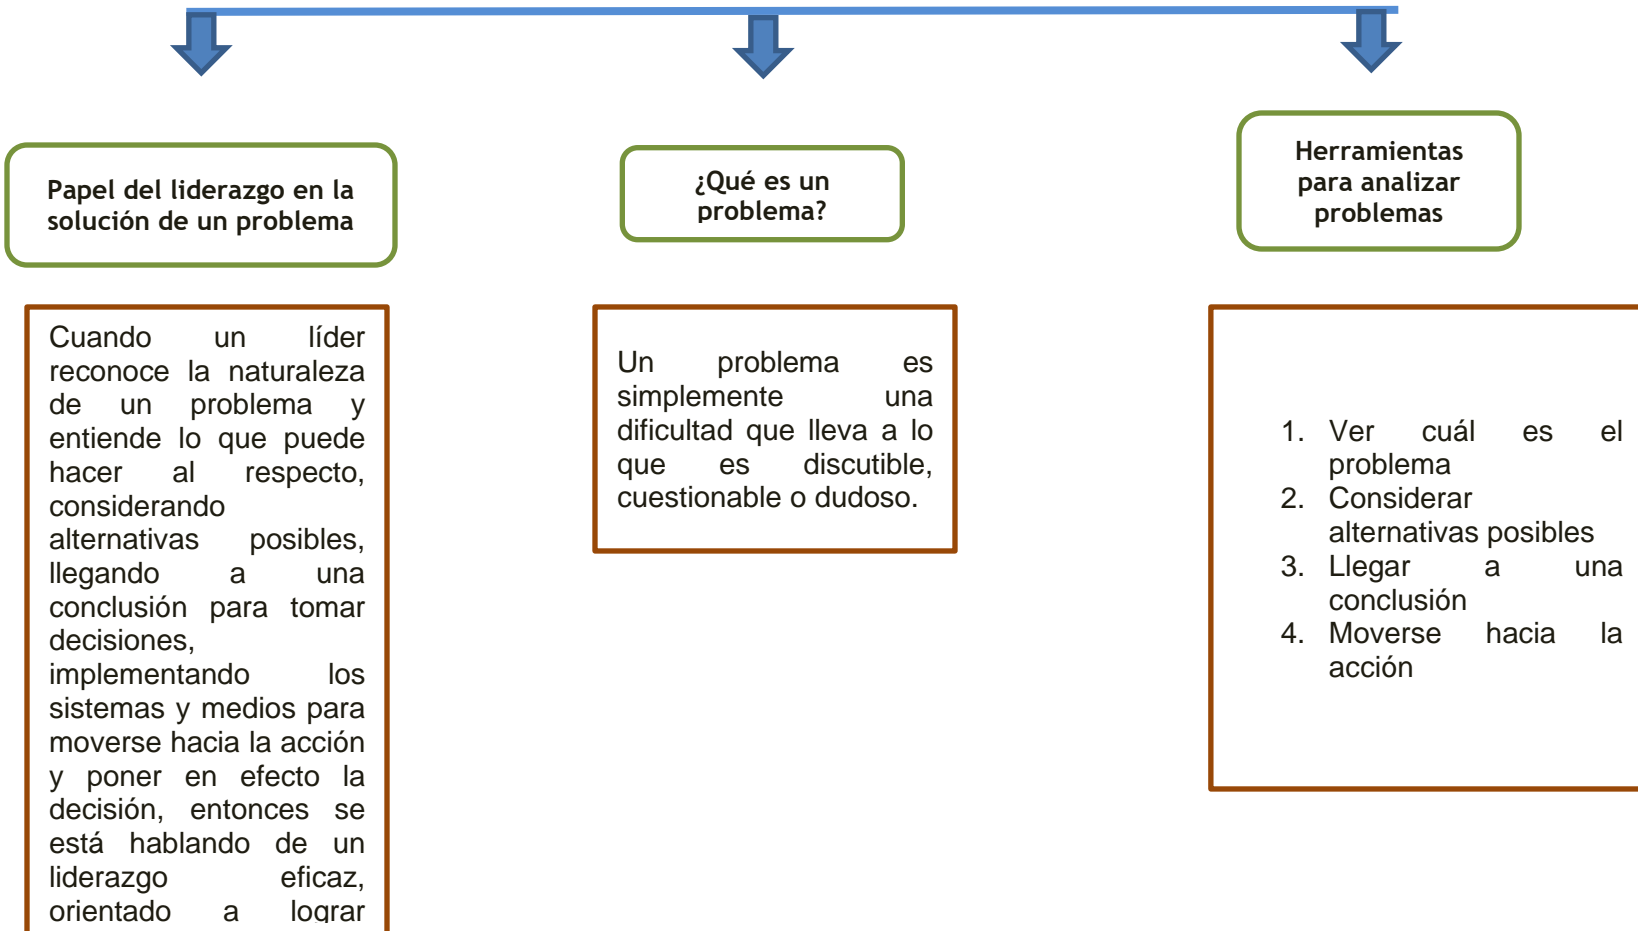 Papel del liderazgo en la
solución de un problema
Cuando un líder
reconoce la naturaleza
de un problema y
entiende lo que puede
hacer al respecto,
considerando
alternativas posibles,
llegando a una
conclusión para tomar
decisiones,
implementando los
sistemas y medios para
moverse hacia la acción
y poner en efecto la
decisión, entonces se
está hablando de un
liderazgo eficaz,
orientado a lograr
¿Qué es un
problema?
Un problema es
simplemente una
dificultad que lleva a lo
que es discutible,
cuestionable o dudoso.
Herramientas
para analizar
problemas
1. Ver cuál es el
problema
2. Considerar
alternativas posibles
3. Llegar a una
conclusión
4. Moverse hacia la
acción